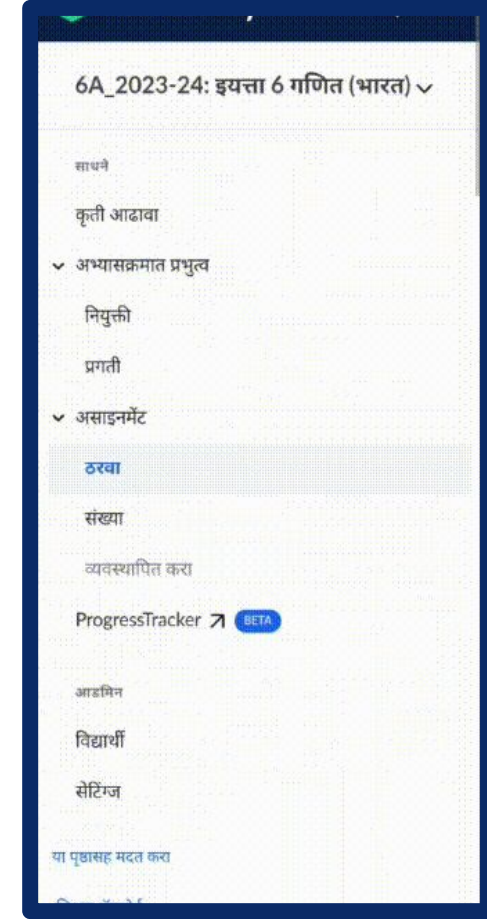 6A_2023-24: इयत्ता 6 गणित (भारत)
साधने
कृती आढावा
अभ्यासक्रमात प्रभुत्व
नियुक्ती
प्रगती
असाइनमेंट
ठरवा
संख्या
व्यवस्थापित करा
ProgressTracker BETA
आडमिन
विद्यार्थी
सेटिंग्ज
या पृष्ठासह मदत करा